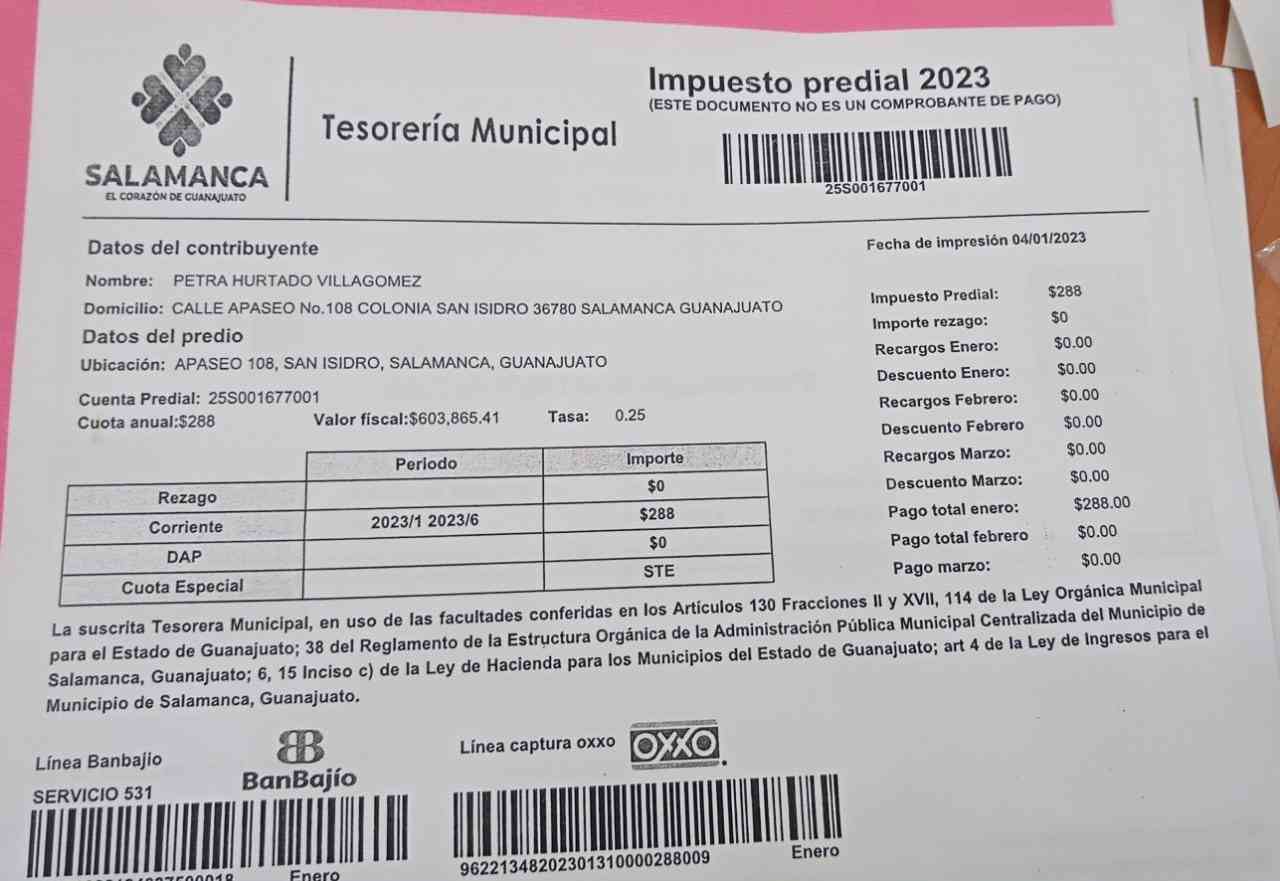 SALAMANCA
EL CORAZÓN DE GUANAJUATO
Tesorería Municipal
Impuesto predial 2023
(ESTE DOCUMENTO NO ES UN COMPROBANTE DE PAGO)
25S001677001
Datos del contribuyente
Nombre: PETRA HURTADO VILLAGOMEZ
Domicilio: CALLE APASEO No.108 COLONIA SAN ISIDRO 36780 SALAMANCA GUANAJUATO
Datos del predio
Ubicación: APASEO 108, SAN ISIDRO, SALAMANCA, GUANAJUATO
Cuenta Predial: 25S001677001
Cuota anual:$288 Valor fiscal:$603,865.41 Tasa: 0.25
Fecha de impresión 04/01/2023
Impuesto Predial: $288
Importe rezago: $0
Recargos Enero: $0.00
Descuento Enero: $0.00
Recargos Febrero: $0.00
Descuento Febrero $0.00
Recargos Marzo: $0.00
Descuento Marzo: $0.00
Pago total enero: $288.00
Pago total febrero $0.00
Pago marzo: $0.00
Periodo Importe
Rezago $0
Corriente 2023/1 2023/6 $288
DAP $0
Cuota Especial STE
La suscrita Tesorera Municipal, en uso de las facultades conferidas en los Artículos 130 Fracciones II y XVII, 114 de la Ley Orgánica Municipal
para el Estado de Guanajuato; 38 del Reglamento de la Estructura Orgánica de la Administración Pública Municipal Centralizada del Municipio de
Salamanca, Guanajuato; 6, 15 Inciso c) de la Ley de Hacienda para los Municipios del Estado de Guanajuato; art 4 de la Ley de Ingresos para el
Municipio de Salamanca, Guanajuato.
Línea Banbajio
BanBajío
SERVICIO 531
Enero
Línea captura oxxo
OXXO
96221348202301310000288009
Enero